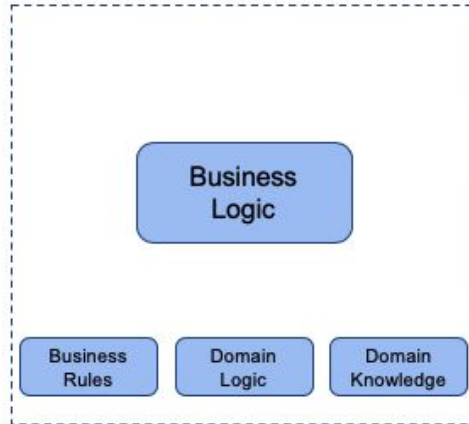 Business
Logic
Business
Rules
Domain
Logic
Domain
Knowledge